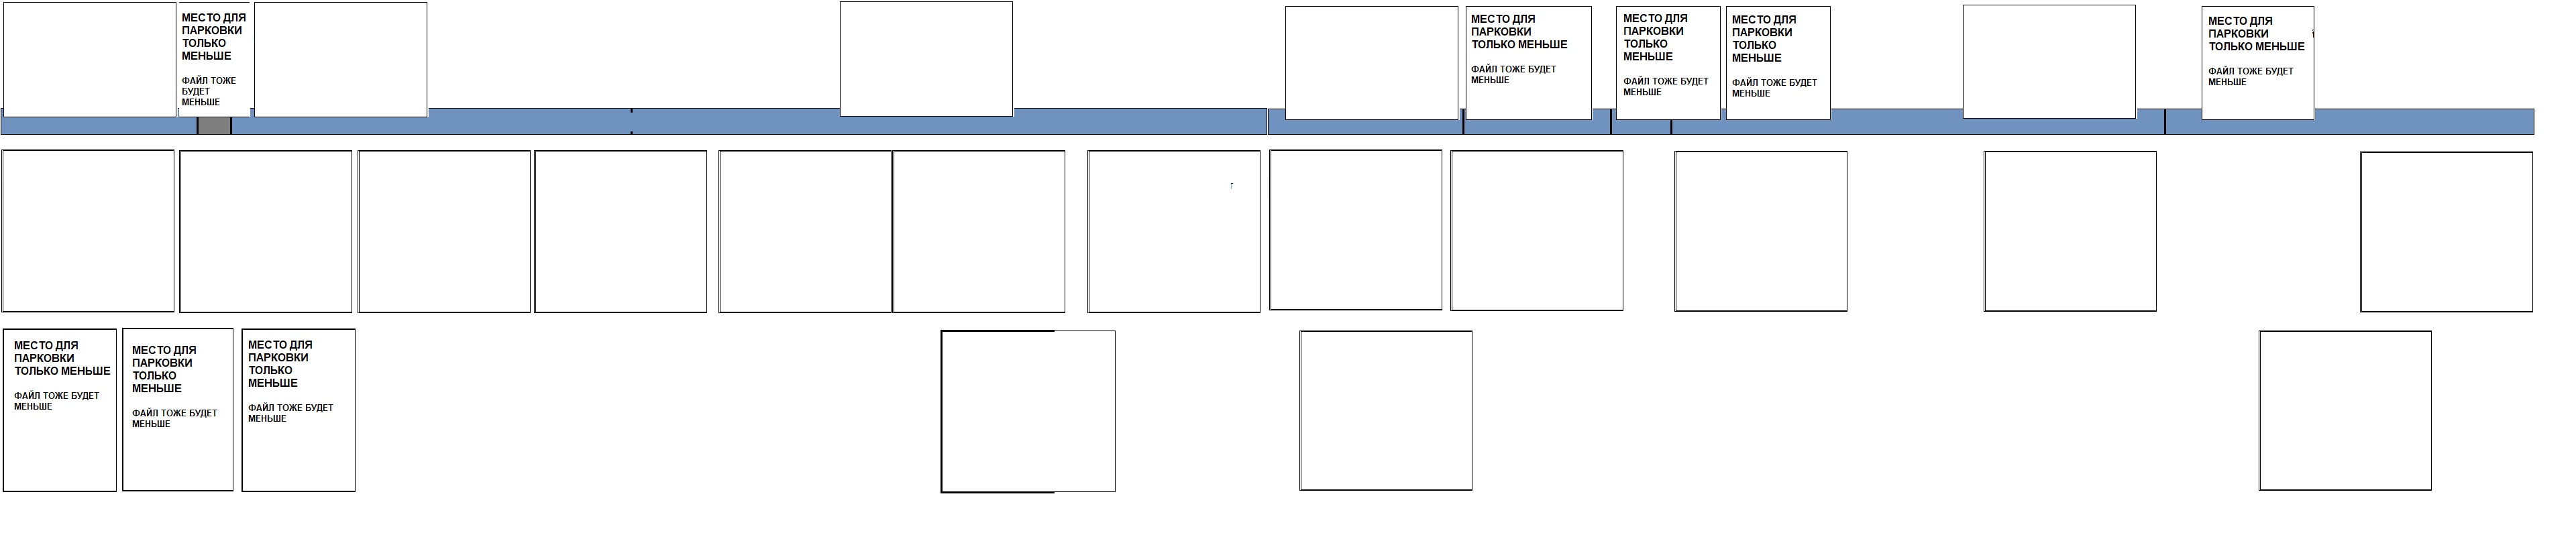 МЕСТО ДЛЯ
ПАРКОВКИ
ТОЛЬКО
МЕНЬШЕ
ФАЙЛ ТОЖЕ
БУДЕТ
МЕНЬШЕ
МЕСТО ДЛЯ
ПАРКОВКИ
ТОЛЬКО МЕНЬШЕ
ФАЙЛ ТОЖЕ БУДЕТ
МЕНЬШЕ
МЕСТО ДЛЯ
ПАРКОВКИ
ТОЛЬКО
МЕНЬШЕ
ФАЙЛ ТОЖЕ БУДЕТ
МЕНЬШЕ
МЕСТО ДЛЯ
ПАРКОВКИ
ТОЛЬКО
МЕНЬШЕ
ФАЙЛ ТОЖЕ БУДЕТ
МЕНЬШЕ
МЕСТО ДЛЯ
ПАРКОВКИ
ТОЛЬКО МЕНЬШЕ
ФАЙЛ ТОЖЕ БУДЕТ
МЕНЬШЕ
МЕСТО ДЛЯ
ПАРКОВКИ
ТОЛЬКО МЕНЬШЕ
ФАЙЛ ТОЖЕ БУДЕТ
МЕНЬШЕ
МЕСТО ДЛЯ
ПАРКОВКИ
ТОЛЬКО
МЕНЬШЕ
ФАЙЛ ТОЖЕ БУДЕТ
МЕНЬШЕ
МЕСТО ДЛЯ
ПАРКОВКИ
ТОЛЬКО
МЕНЬШЕ
ФАЙЛ ТОЖЕ БУДЕТ
МЕНЬШЕ